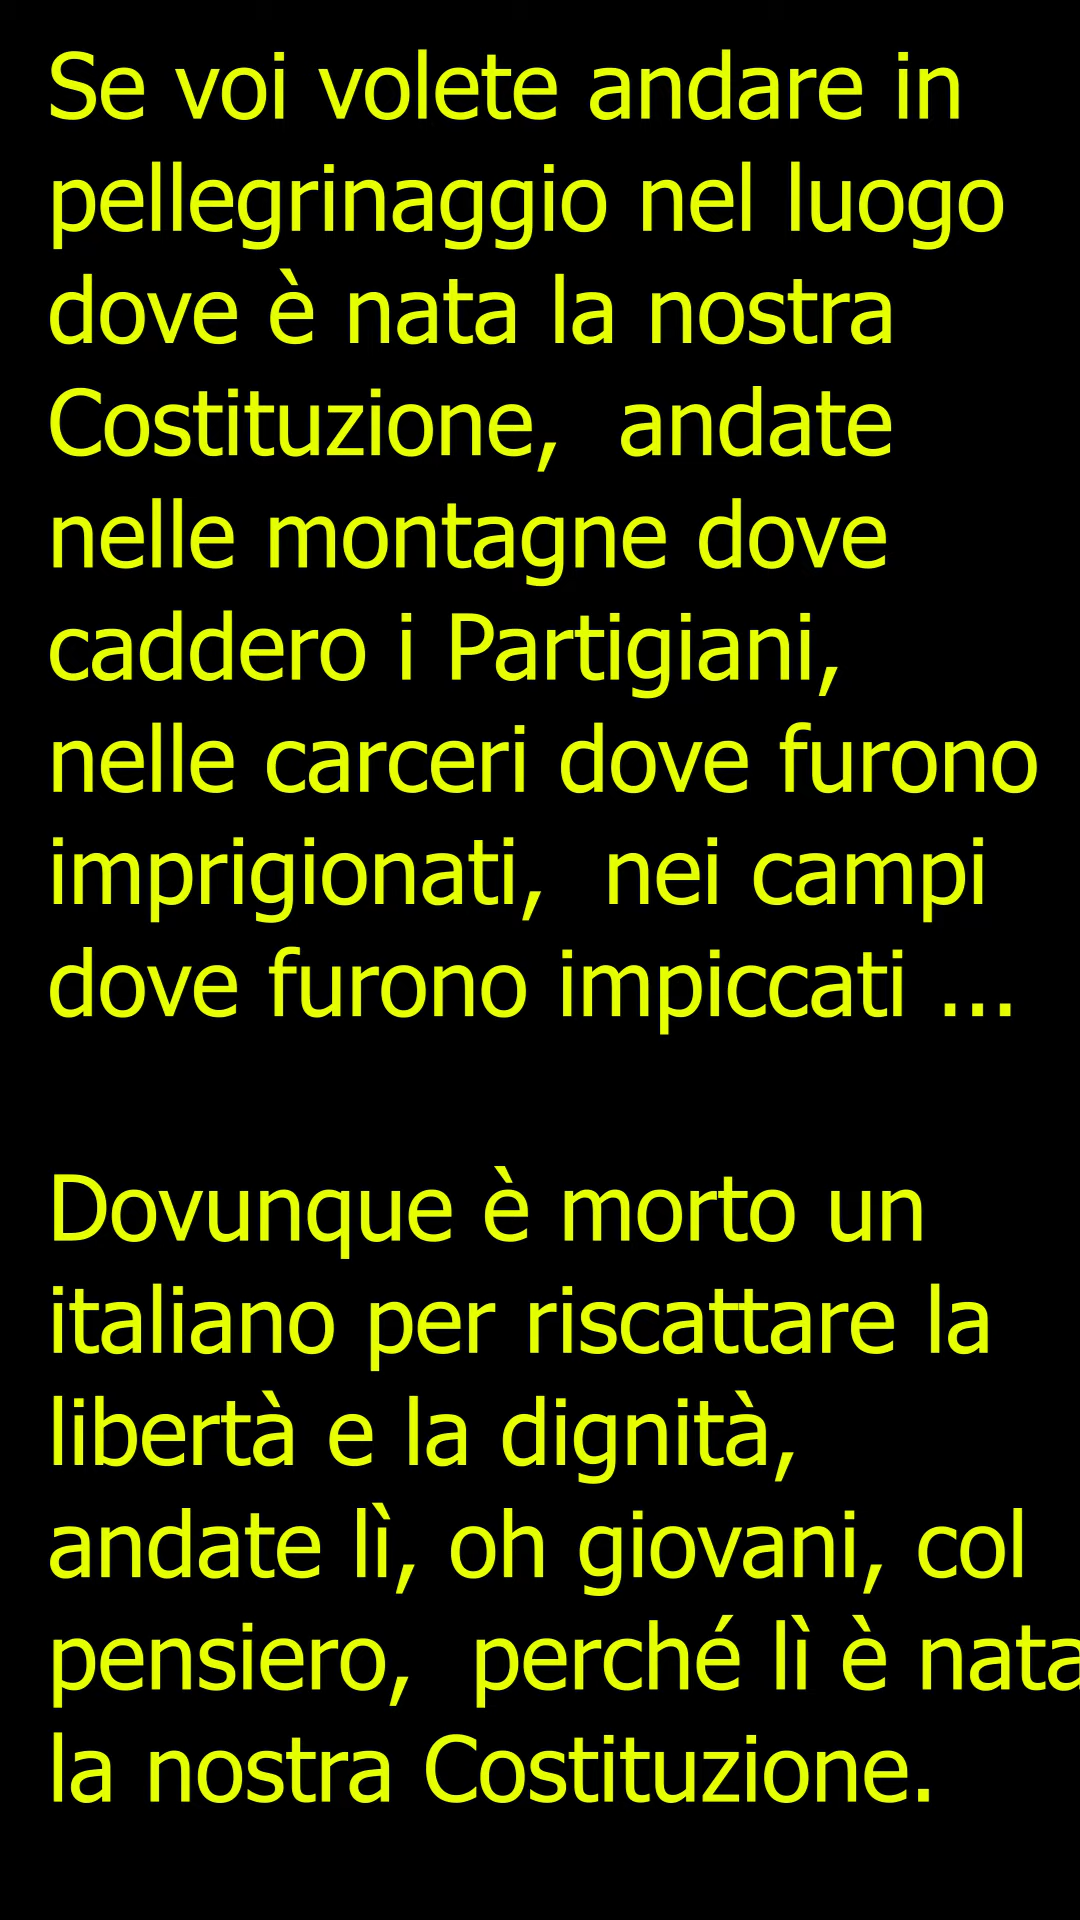 Se voi volete andare in
pellegrinaggio nel luogo
dove è nata la nostra
Costituzione,  andate
nelle montagne dove
caddero i Partigiani,
nelle carceri dove furono
imprigionati,  nei campi
dove furono impiccati ...
Dovunque è morto un
italiano per riscattare la
libertà e la dignità,
andate lì, oh giovani, col
pensiero,  perché lì è nata
la nostra Costituzione.